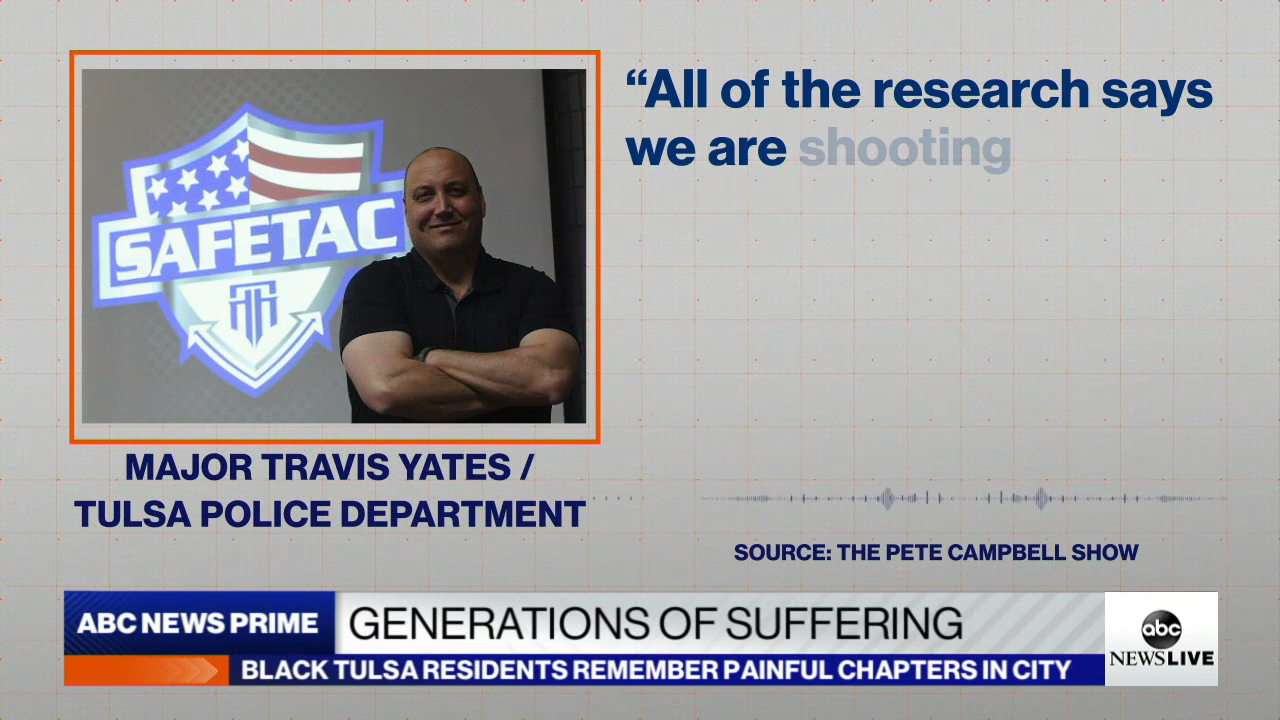 “All of the research says
we are shooting
SAFETAC
MAJOR TRAVIS YATES /
TULSA POLICE DEPARTMENT
SOURCE: THE PETE CAMPBELL SHOW
ABC NEWS PRIME
GENERATIONS OF SUFFERING
BLACK TULSA RESIDENTS REMEMBER PAINFUL CHAPTERS IN CITY
abc
NEWSLIVE